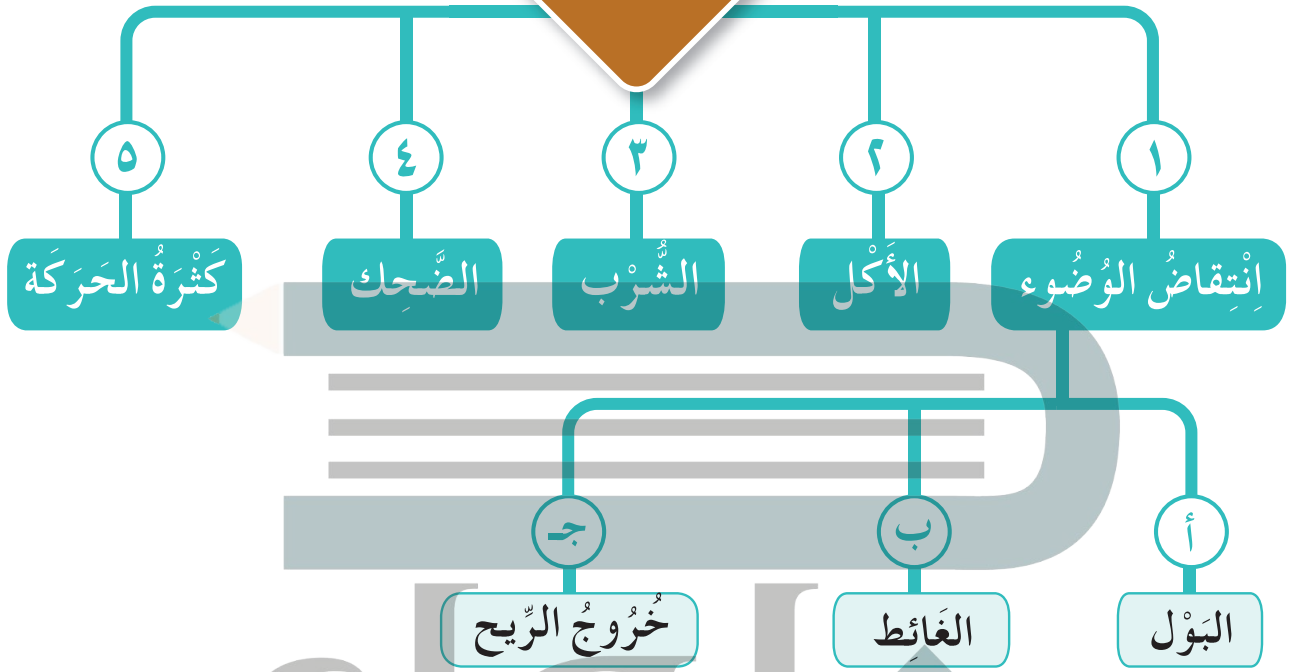 ١ ٢ ٣ ٤ ٥
اِنْتِقاضُ الوُضُوء الأَكْل الشُّرْب الضَّحِك كَثْرَةُ الحَرَكَة
أ ب جـ
البَوْل الغَائِط خُرُوجُ الرِّيح